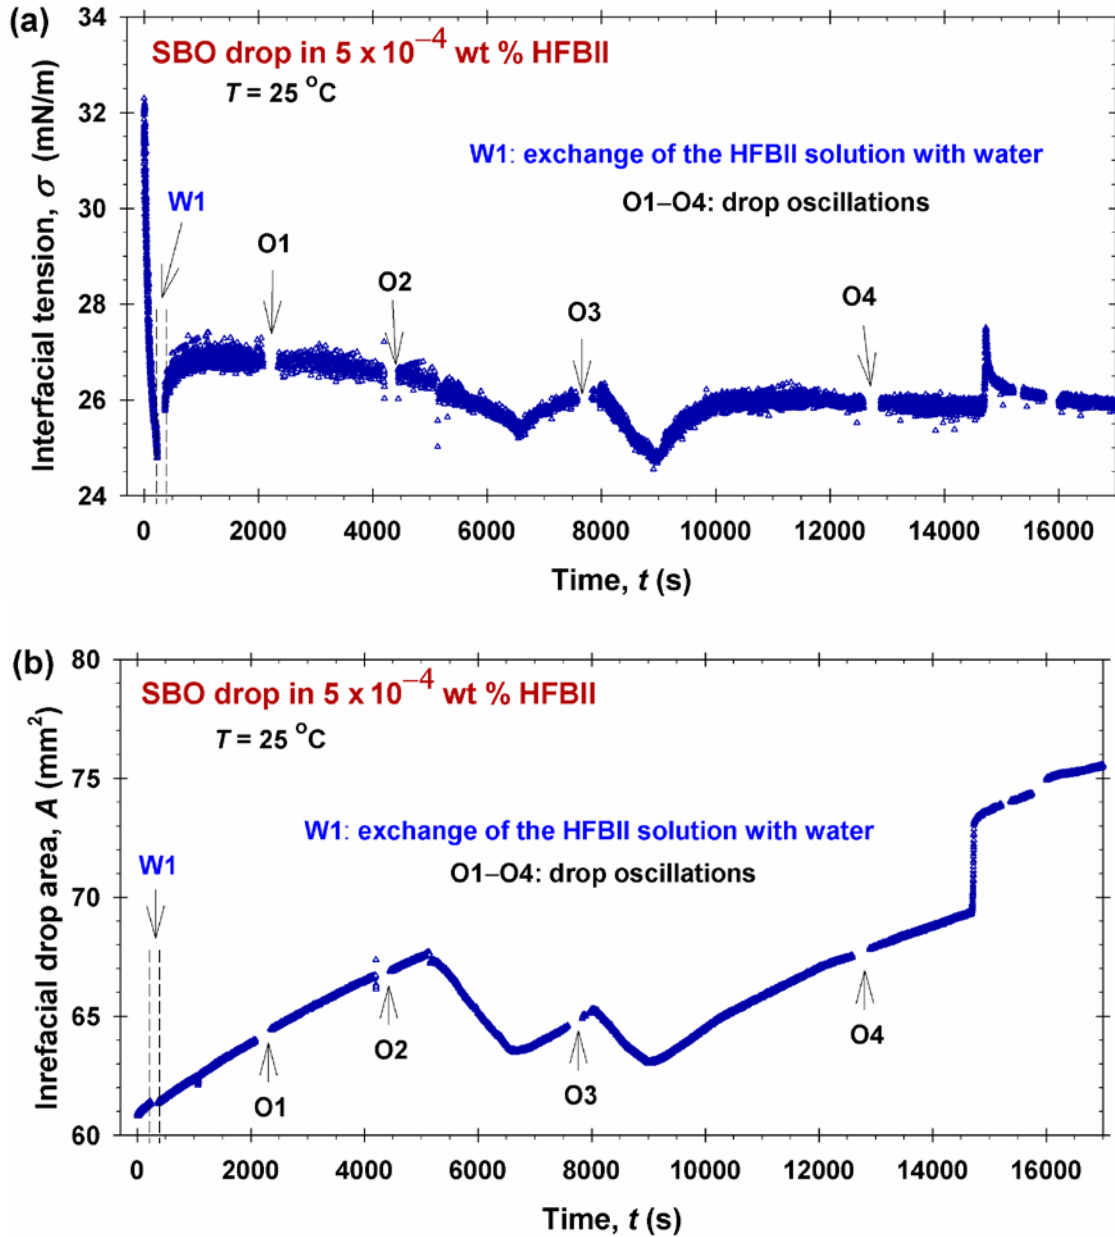 (a)
SBO drop in 5 x 10⁻⁴ wt % HFBII
T = 25 °C
W1: exchange of the HFBII solution with water
O1–O4: drop oscillations
W1
O1
O2
O3
O4
34
32
30
28
26
24
Interfacial tension, σ (mN/m)
0 2000 4000 6000 8000 10000 12000 14000 16000
Time, t (s)
(b)
SBO drop in 5 x 10⁻⁴ wt % HFBII
T = 25 °C
W1: exchange of the HFBII solution with water
O1–O4: drop oscillations
W1
O1
O2
O3
O4
80
75
70
65
60
Inrefacial drop area, A (mm²)
0 2000 4000 6000 8000 10000 12000 14000 16000
Time, t (s)